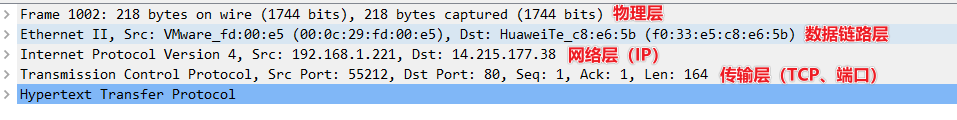 Frame 1002: 218 bytes on wire (1744 bits), 218 bytes captured (1744 bits) 物理层
Ethernet II, Src: VMware_fd:00:e5 (00:0c:29:fd:00:e5), Dst: HuaweiTe_c8:e6:5b (f0:33:e5:c8:e6:5b) 数据链路层
Internet Protocol Version 4, Src: 192.168.1.221, Dst: 14.215.177.38 网络层（IP）
Transmission Control Protocol, Src Port: 55212, Dst Port: 80, Seq: 1, Ack: 1, Len: 164 传输层（TCP、端口）
Hypertext Transfer Protocol